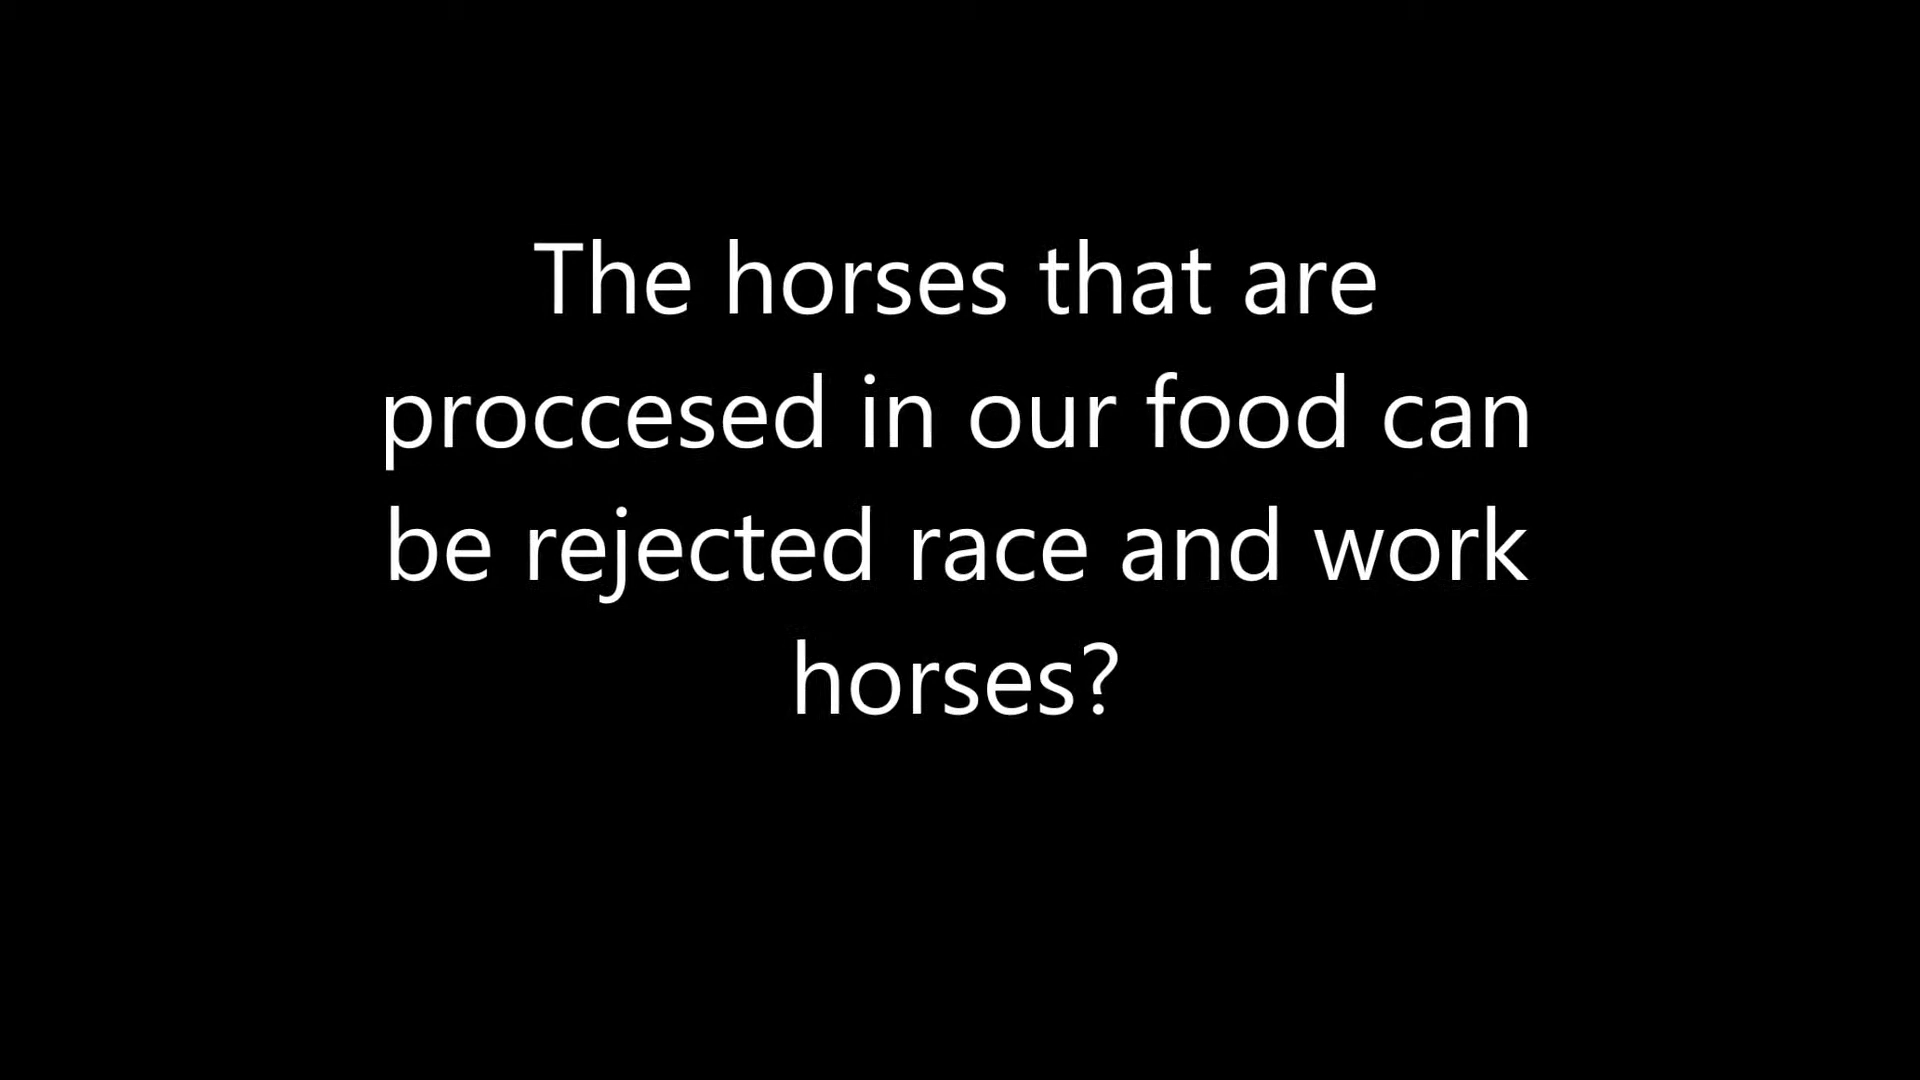 The horses that are
proccesed in our food can
be rejected race and work
horses?